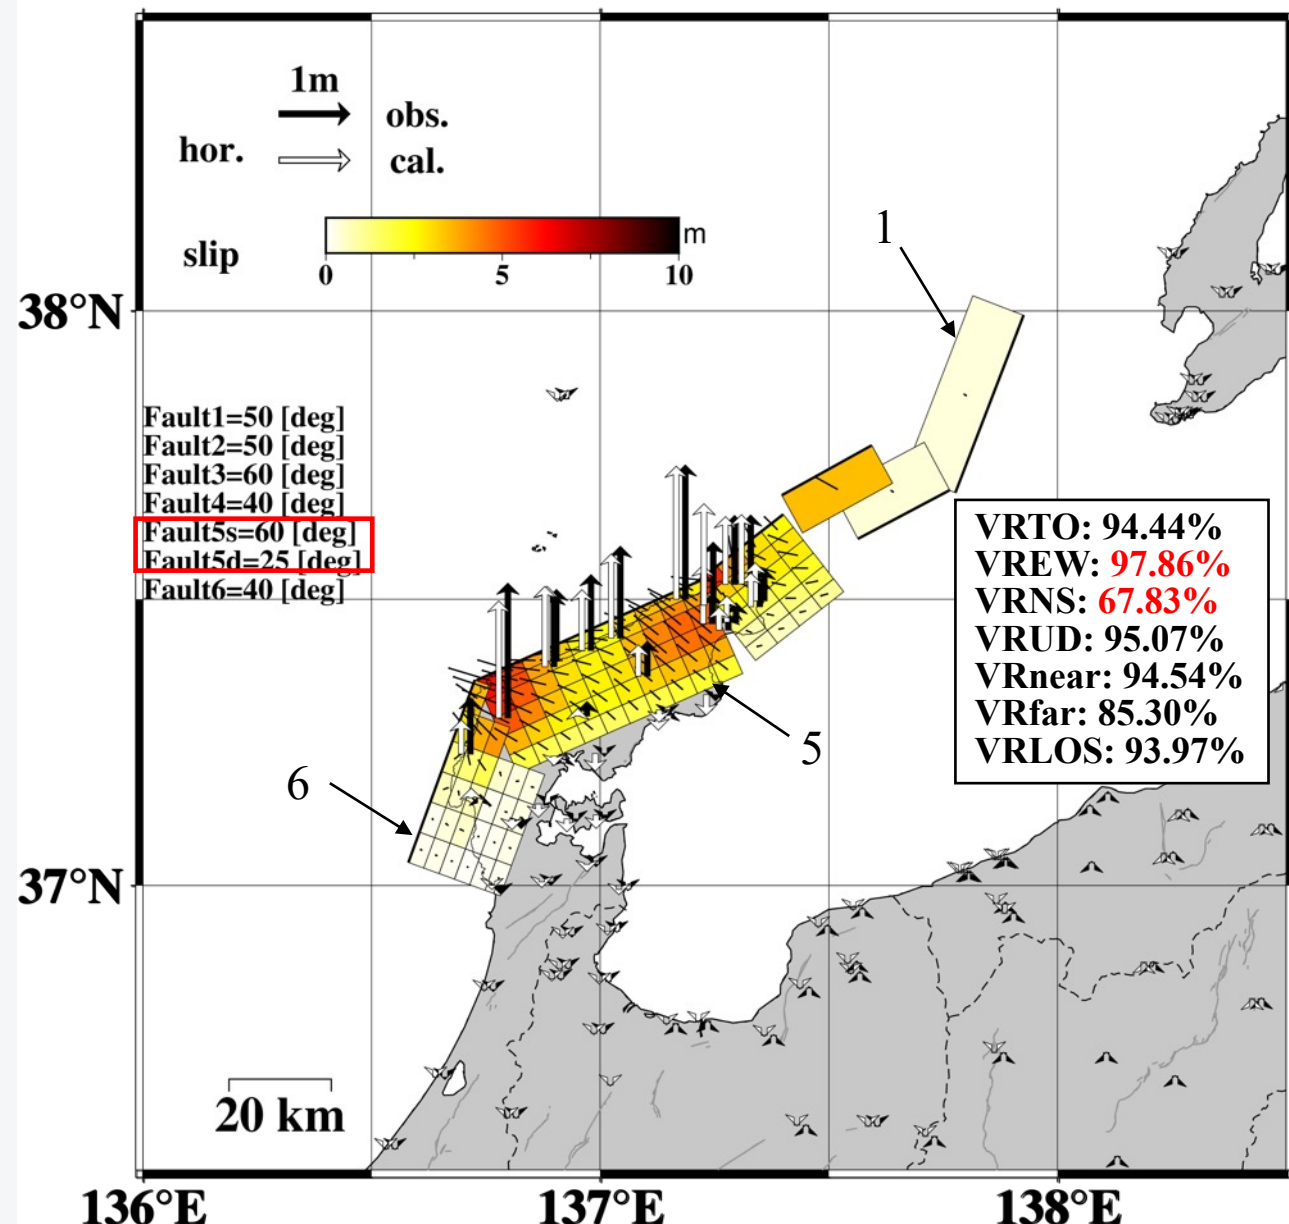 1m
obs.
hor.
cal.
slip
m
0 5 10
1
38°N
Fault1=50 [deg]
Fault2=50 [deg]
Fault3=60 [deg]
Fault4=40 [deg]
Fault5s=60 [deg]
Fault5d=25 [deg]
Fault6=40 [deg]
VRTO: 94.44%
VREW: 97.86%
VRNS: 67.83%
VRUD: 95.07%
VRnear: 94.54%
VRfar: 85.30%
VRLOS: 93.97%
5
6
37°N
20 km
136°E 137°E 138°E